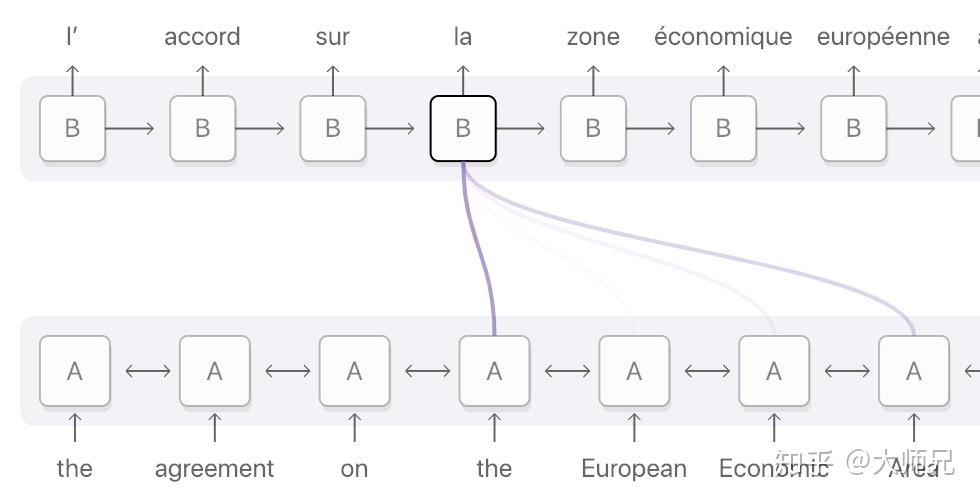 l’ accord sur la zone économique européenne
B B B B B B B
A A A A A A A
the agreement on the European Economic Area
知乎 @大师兄